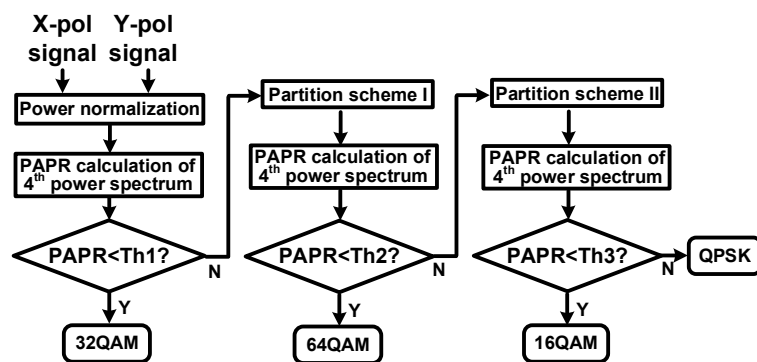 X-pol
signal
Y-pol
signal
Power normalization
PAPR calculation of
4th power spectrum
PAPR<Th1?
N
Y
32QAM
Partition scheme I
PAPR calculation of
4th power spectrum
PAPR<Th2?
N
Y
64QAM
Partition scheme II
PAPR calculation of
4th power spectrum
PAPR<Th3?
N
QPSK
Y
16QAM